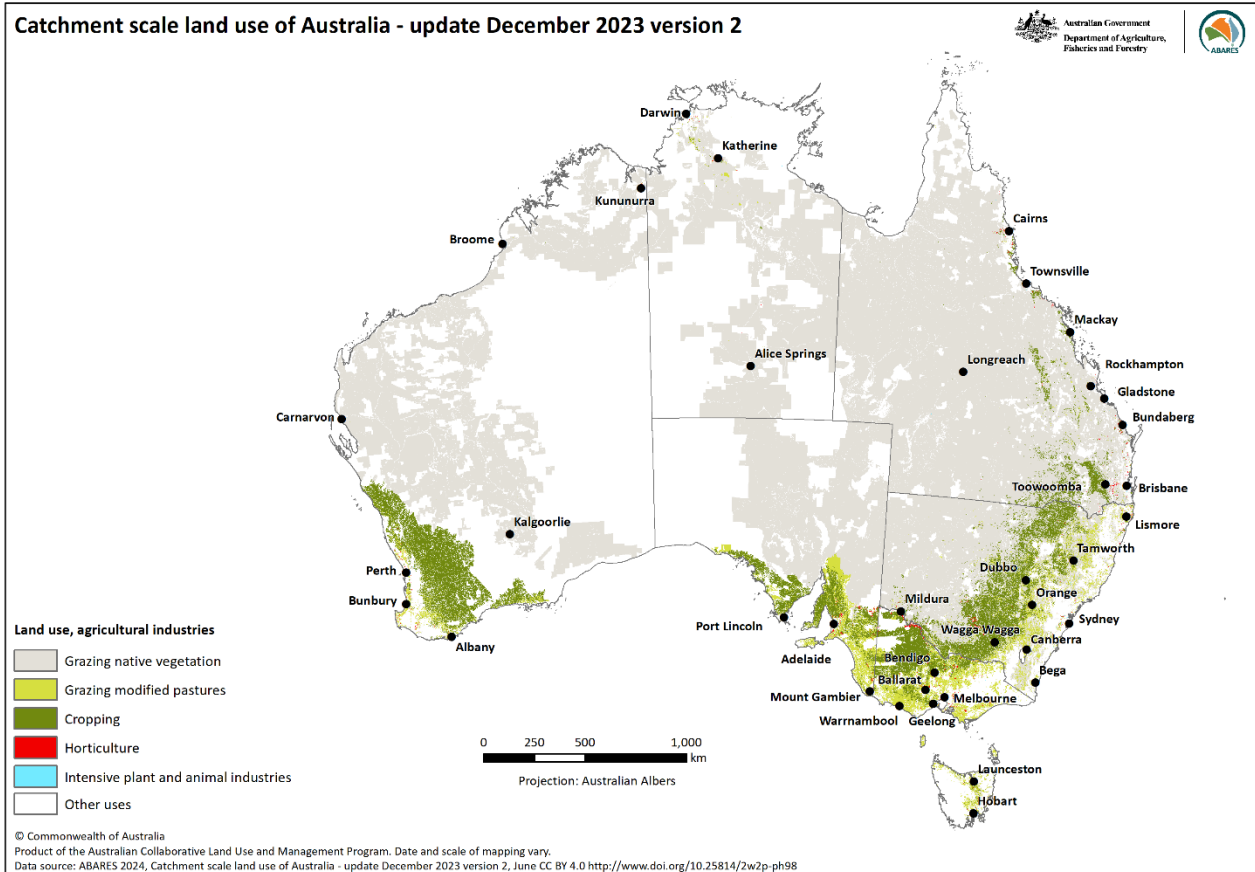 Catchment scale land use of Australia - update December 2023 version 2
Australian Government
Department of Agriculture,
Fisheries and Forestry
ABARES
Darwin
Katherine
Kununurra
Broome
Cairns
Townsville
Mackay
Alice Springs
Longreach
Rockhampton
Gladstone
Carnarvon
Bundaberg
Toowoomba
Brisbane
Kalgoorlie
Lismore
Tamworth
Perth
Dubbo
Bunbury
Mildura
Orange
Port Lincoln
Sydney
Wagga Wagga
Canberra
Albany
Adelaide
Bendigo
Ballarat
Bega
Mount Gambier
Melbourne
Warrnambool
Geelong
Launceston
Hobart
Land use, agricultural industries
Grazing native vegetation
Grazing modified pastures
Cropping
Horticulture
Intensive plant and animal industries
Other uses
0 250 500 1,000
km
Projection: Australian Albers
© Commonwealth of Australia
Product of the Australian Collaborative Land Use and Management Program. Date and scale of mapping vary.
Data source: ABARES 2024, Catchment scale land use of Australia - update December 2023 version 2, June CC BY 4.0 http://www.doi.org/10.25814/2w2p-ph98